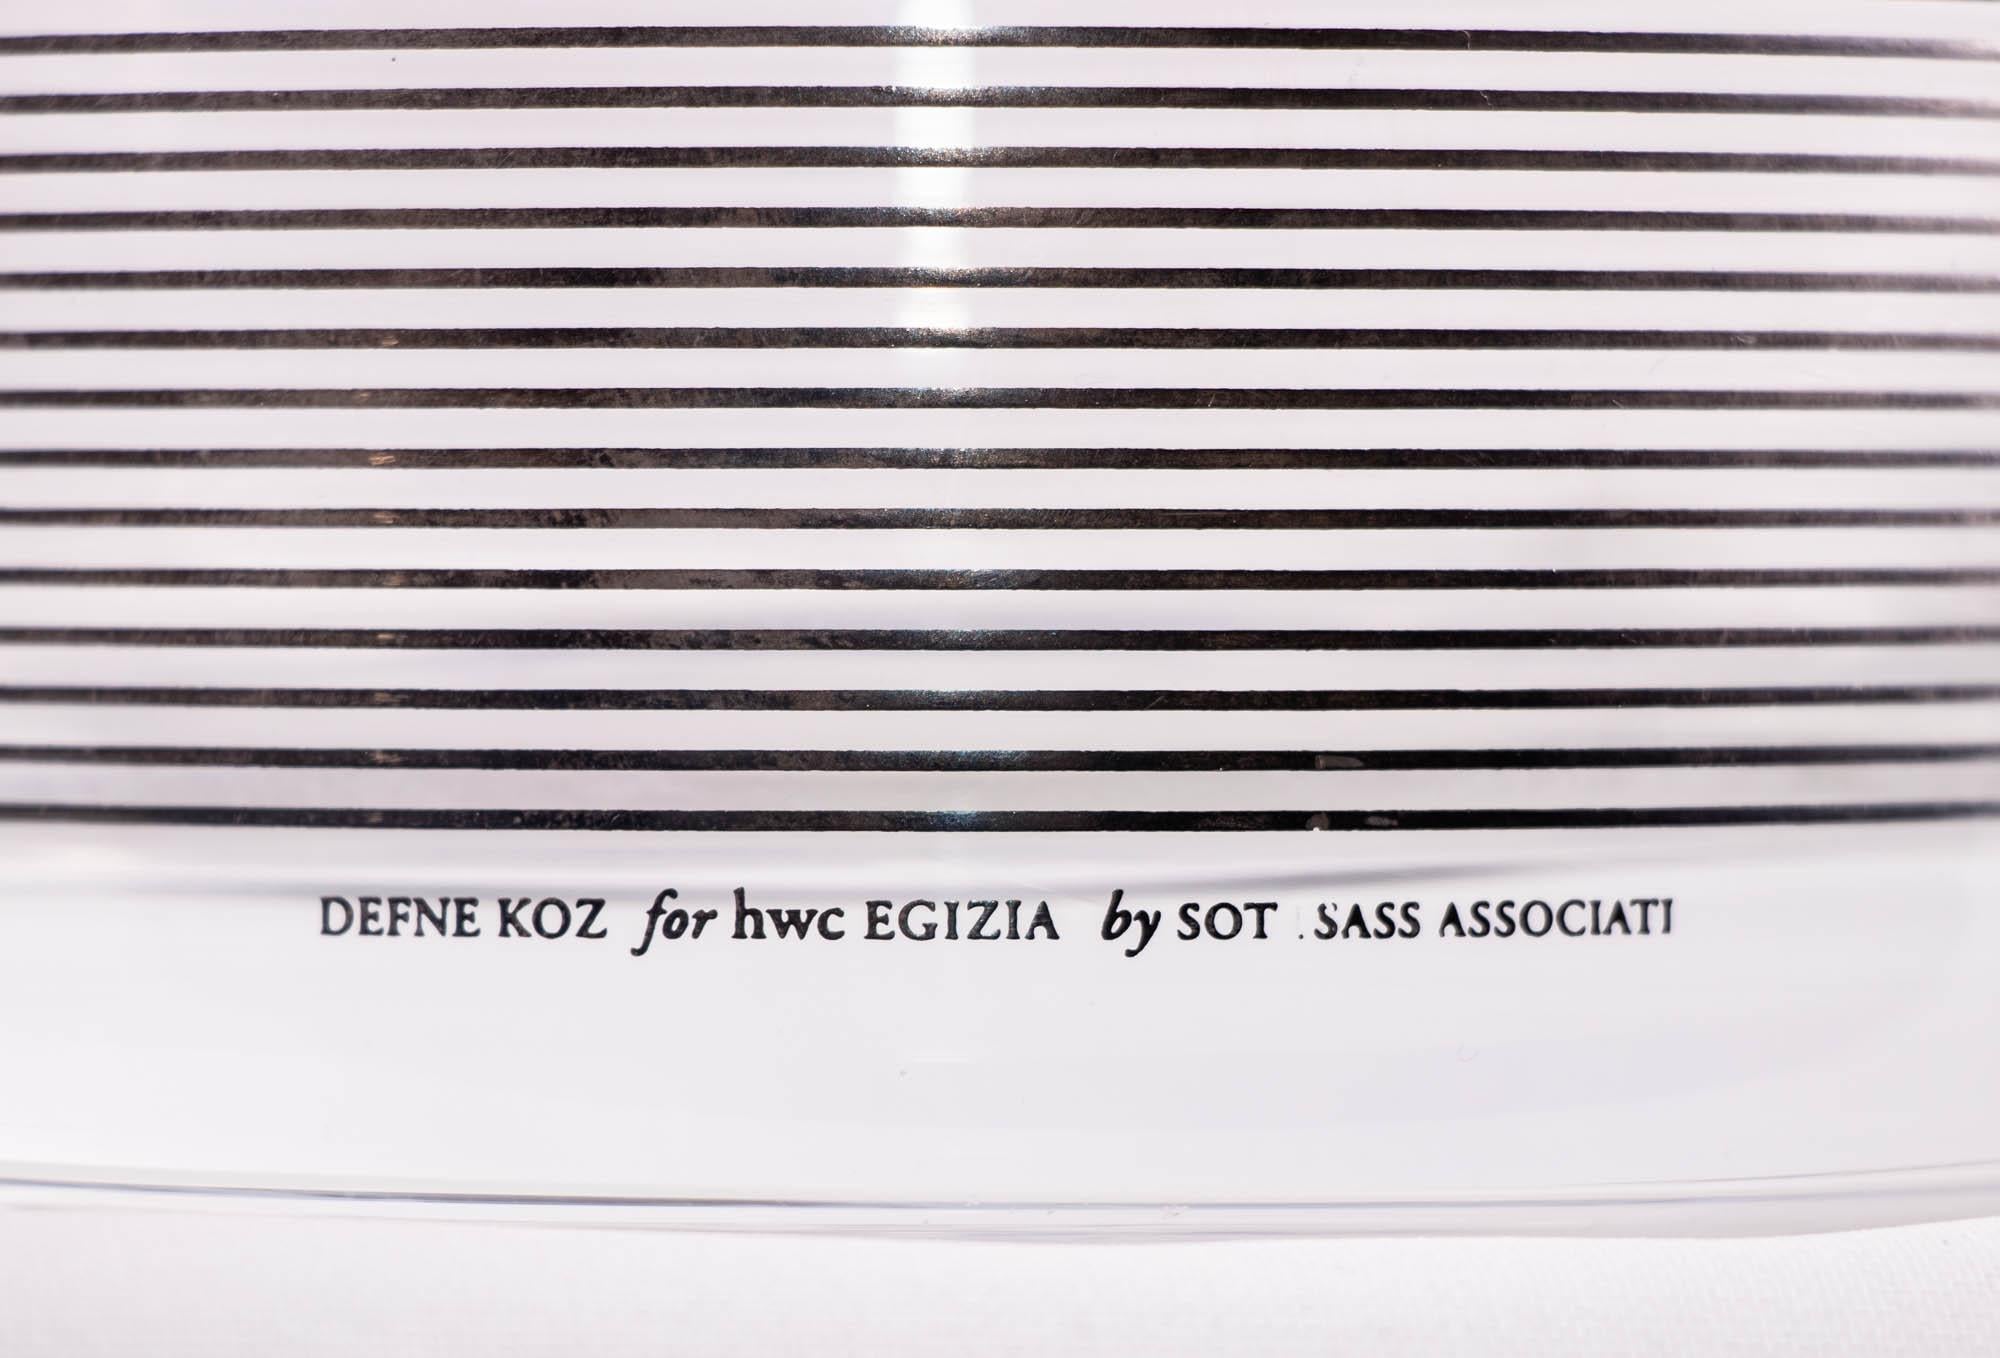 DEFNE KOZ for hwc EGIZIA by SOT SASS ASSOCIATI